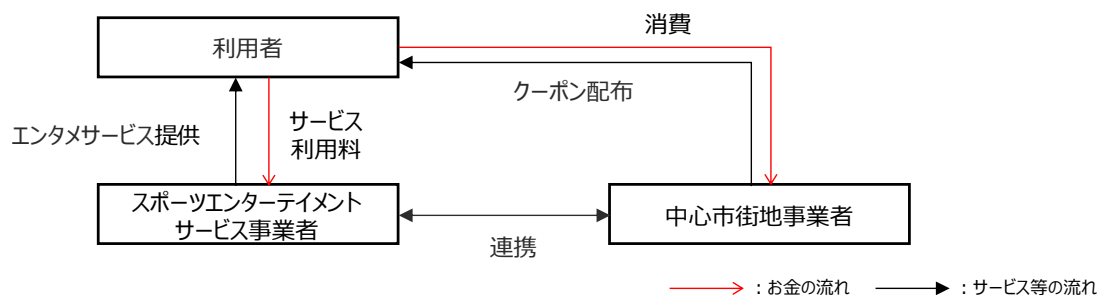 消費
利用者
クーポン配布
エンタメサービス提供
サービス
利用料
スポーツエンターテイメント
サービス事業者
中心市街地事業者
連携
：お金の流れ
：サービス等の流れ